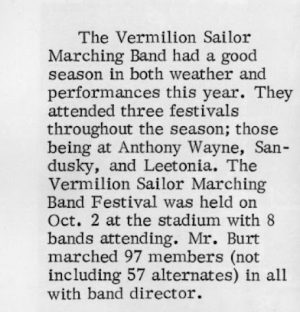 The Vermilion Sailor
Marching Band had a good
season in both weather and
performances this year. They
attended three festivals
throughout the season; those
being at Anthony Wayne, San-
dusky, and Leetonia. The
Vermilion Sailor Marching
Band Festival was held on
Oct. 2 at the stadium with 8
bands attending. Mr. Burt
marched 97 members (not
including 57 alternates) in all
with band director.